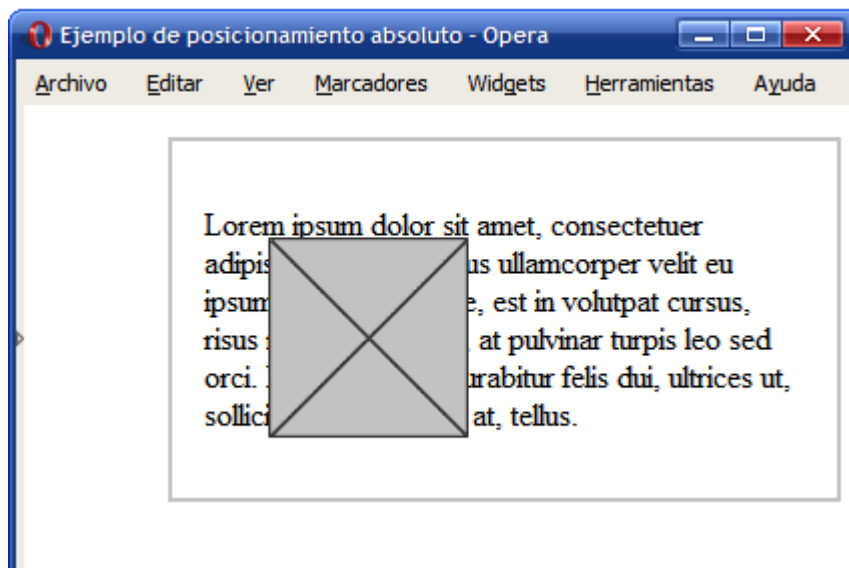 Ejemplo de posicionamiento absoluto - Opera
Archivo Editar Ver Marcadores Widgets Herramientas Ayuda
Lorem ipsum dolor sit amet, consectetuer
adipis us ullamcorper velit eu
ipsum e, est in volutpat cursus,
risus at pulvinar turpis leo sed
orci. urabitur felis dui, ultrices ut,
sollici at, tellus.